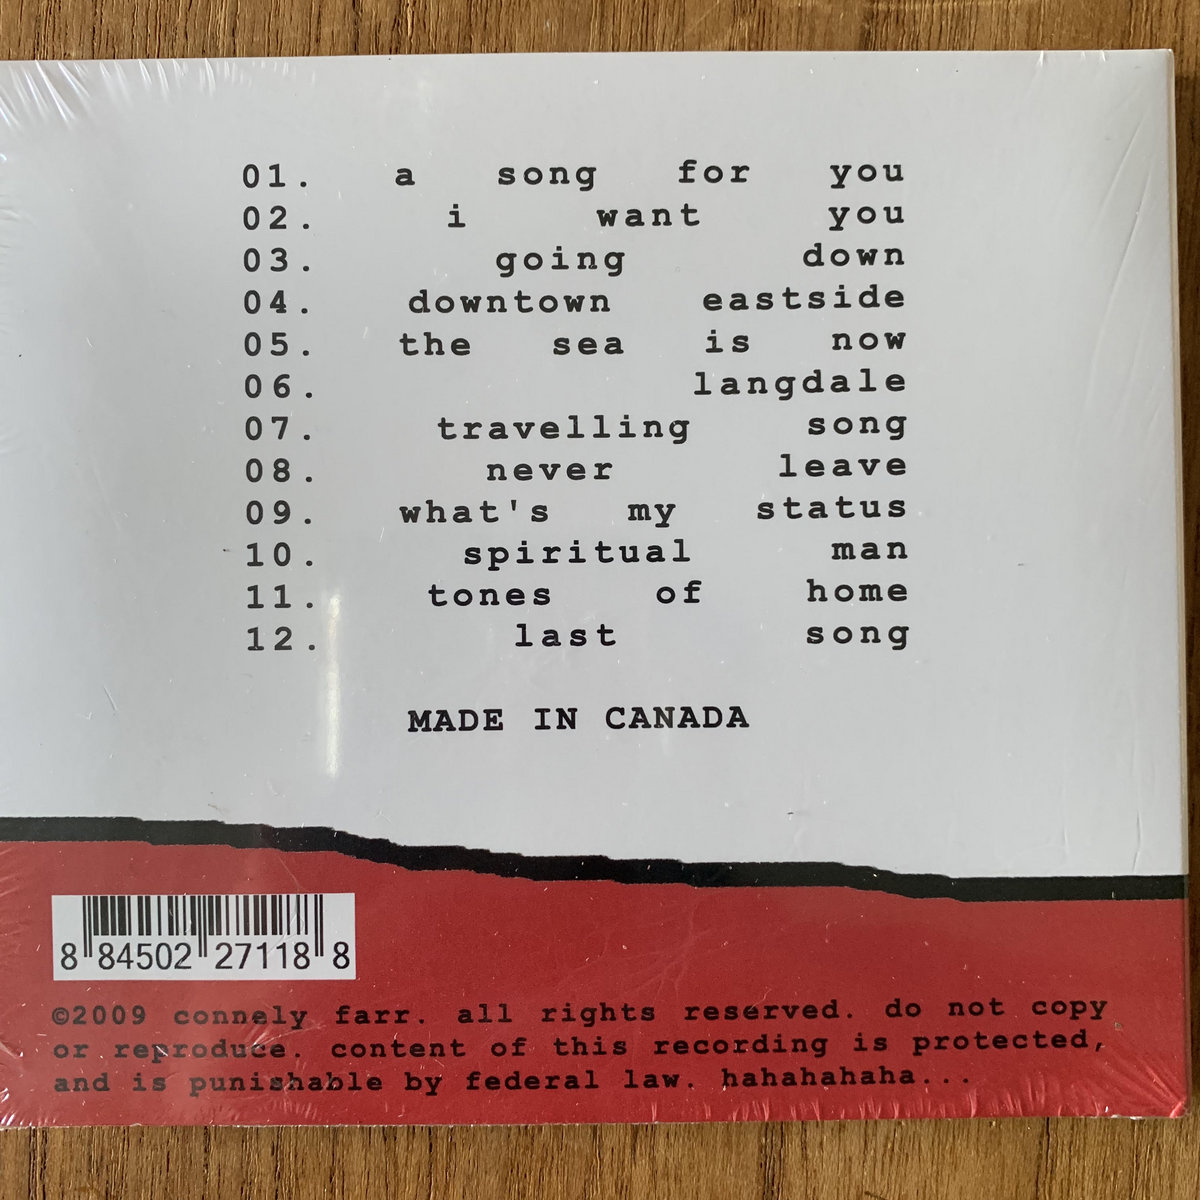 01. a song for you
02. i want you
03. going down
04. downtown eastside
05. the sea is now
06. langdale
07. travelling song
08. never leave
09. what's my status
10. spiritual man
11. tones of home
12. last song
MADE IN CANADA
8 84502 27118 8
©2009 connely farr. all rights reserved. do not copy
or reproduce. content of this recording is protected,
and is punishable by federal law. hahahahaha...